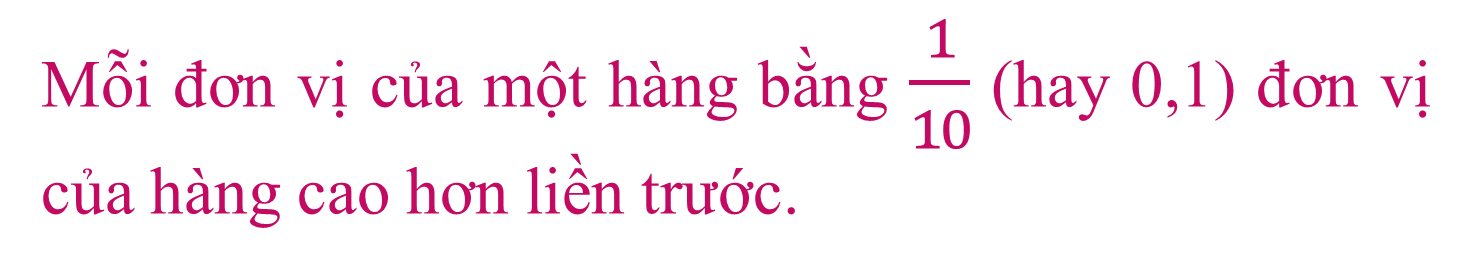 Mỗi đơn vị của một hàng bằng 1/10 (hay 0,1) đơn vị
của hàng cao hơn liền trước.